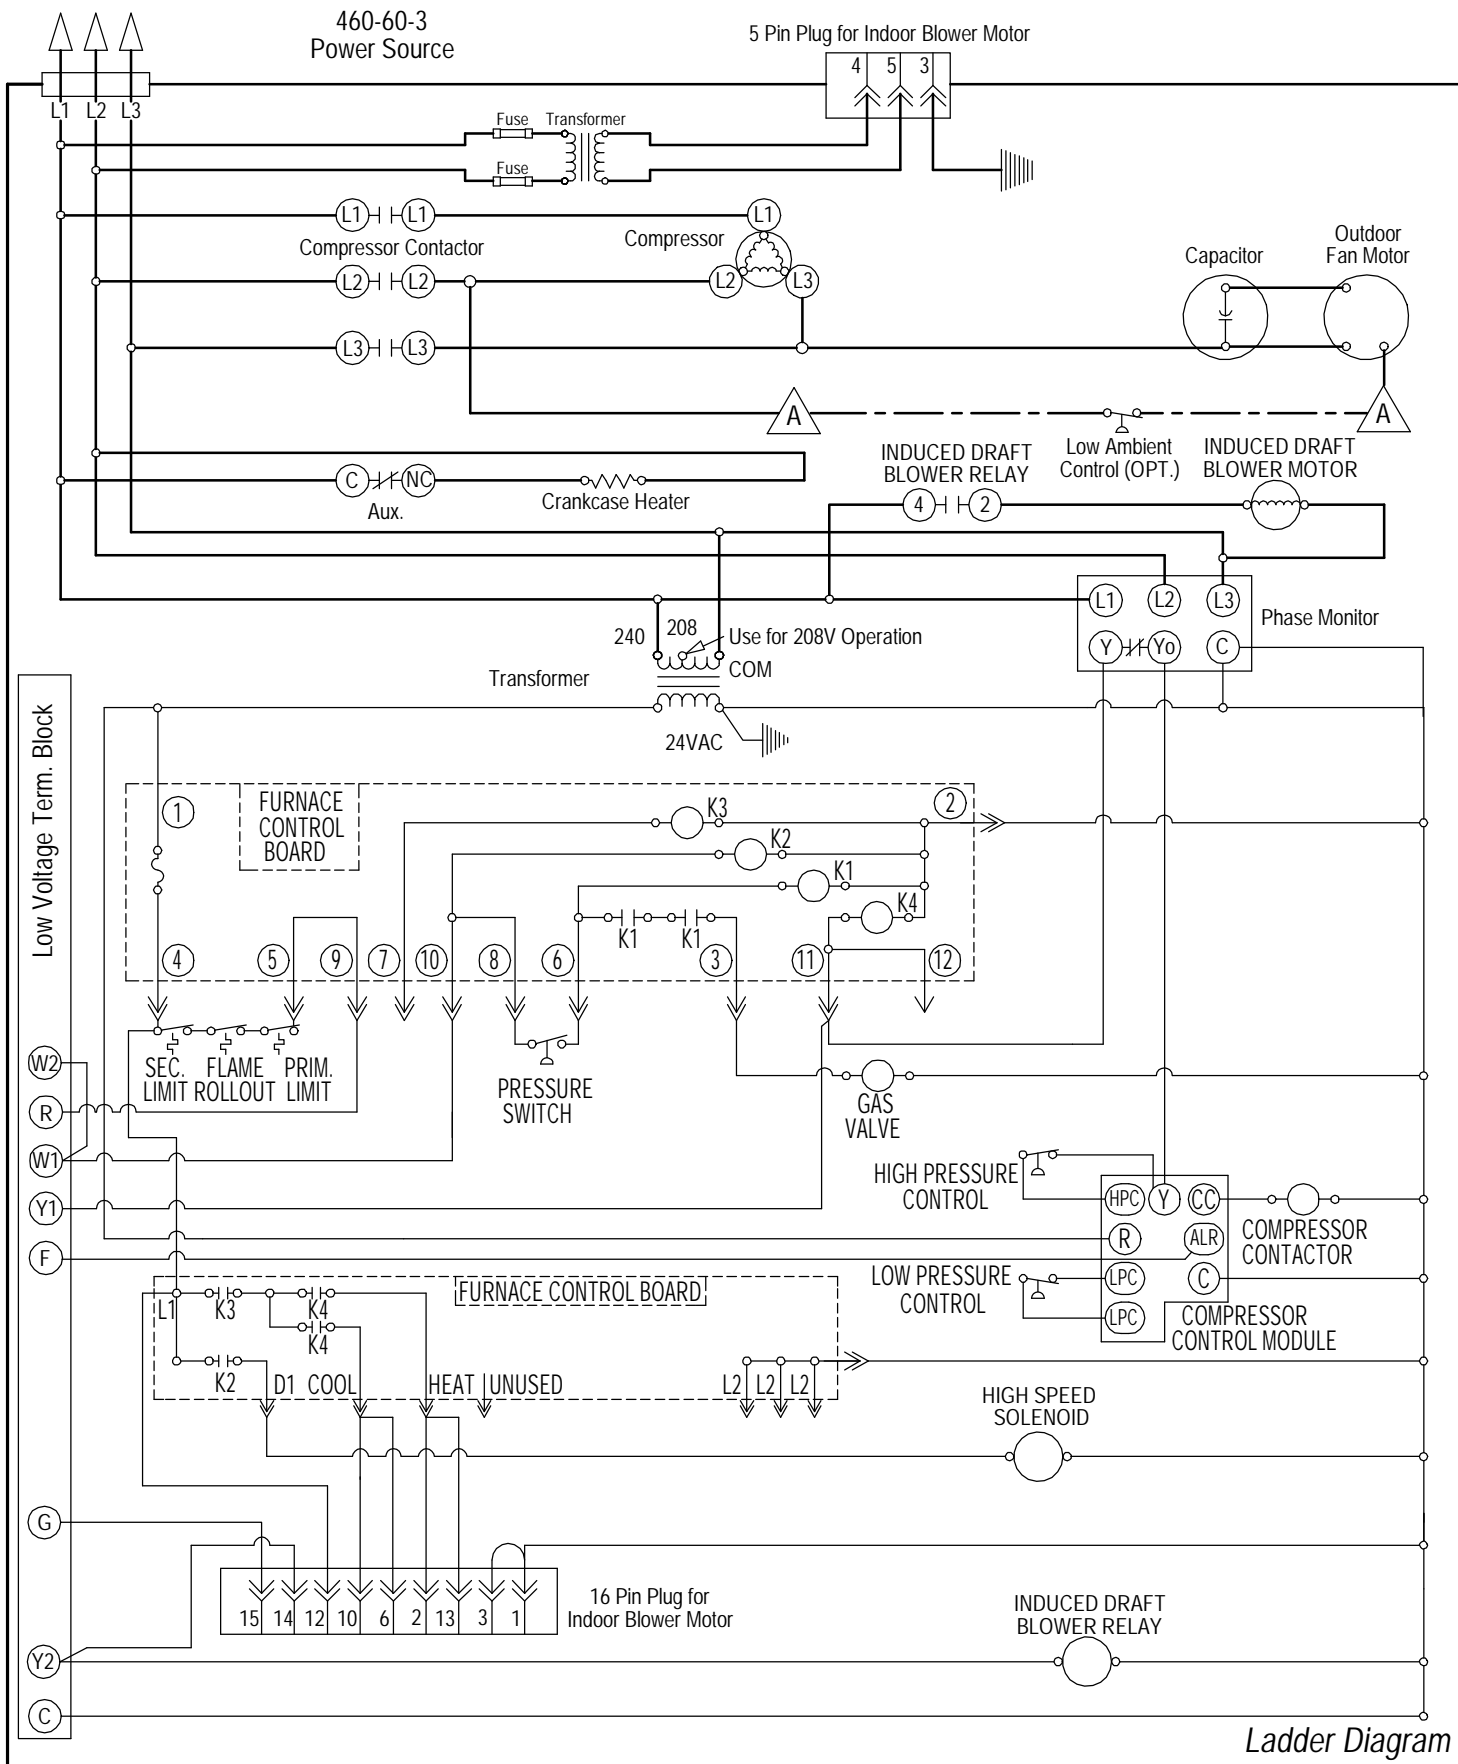 460-60-3
Power Source
5 Pin Plug for Indoor Blower Motor
4 5 3
L1 L2 L3
Fuse Transformer
Fuse
L1 L1 L1
Compressor Contactor
Compressor
L2 L2 L2 L3
L3 L3
Capacitor
Outdoor
Fan Motor
A A
Low Ambient
Control (OPT.)
INDUCED DRAFT
BLOWER RELAY
INDUCED DRAFT
BLOWER MOTOR
C NC
Aux.
Crankcase Heater
4 2
L1 L2 L3
Phase Monitor
Y Yo C
240 208 Use for 208V Operation
COM
Transformer
24VAC
Low Voltage Term. Block
FURNACE
CONTROL
BOARD
1 K3 2
K2
K1
K4
K1 K1
4 5 9 7 10 8 6 3 11 12
SEC.
LIMIT
FLAME
ROLLOUT
PRIM.
LIMIT
PRESSURE
SWITCH
GAS
VALVE
W2
R
W1
Y1
F
HIGH PRESSURE
CONTROL
HPC Y CC
R ALR
LPC C
LPC
COMPRESSOR
CONTACTOR
LOW PRESSURE
CONTROL
COMPRESSOR
CONTROL MODULE
FURNACE CONTROL BOARD
L1 K3 K4
K4
K2 D1 COOL HEAT UNUSED L2 L2 L2
HIGH SPEED
SOLENOID
G
15 14 12 10 6 2 13 3 1
16 Pin Plug for
Indoor Blower Motor
INDUCED DRAFT
BLOWER RELAY
Y2
C
Ladder Diagram